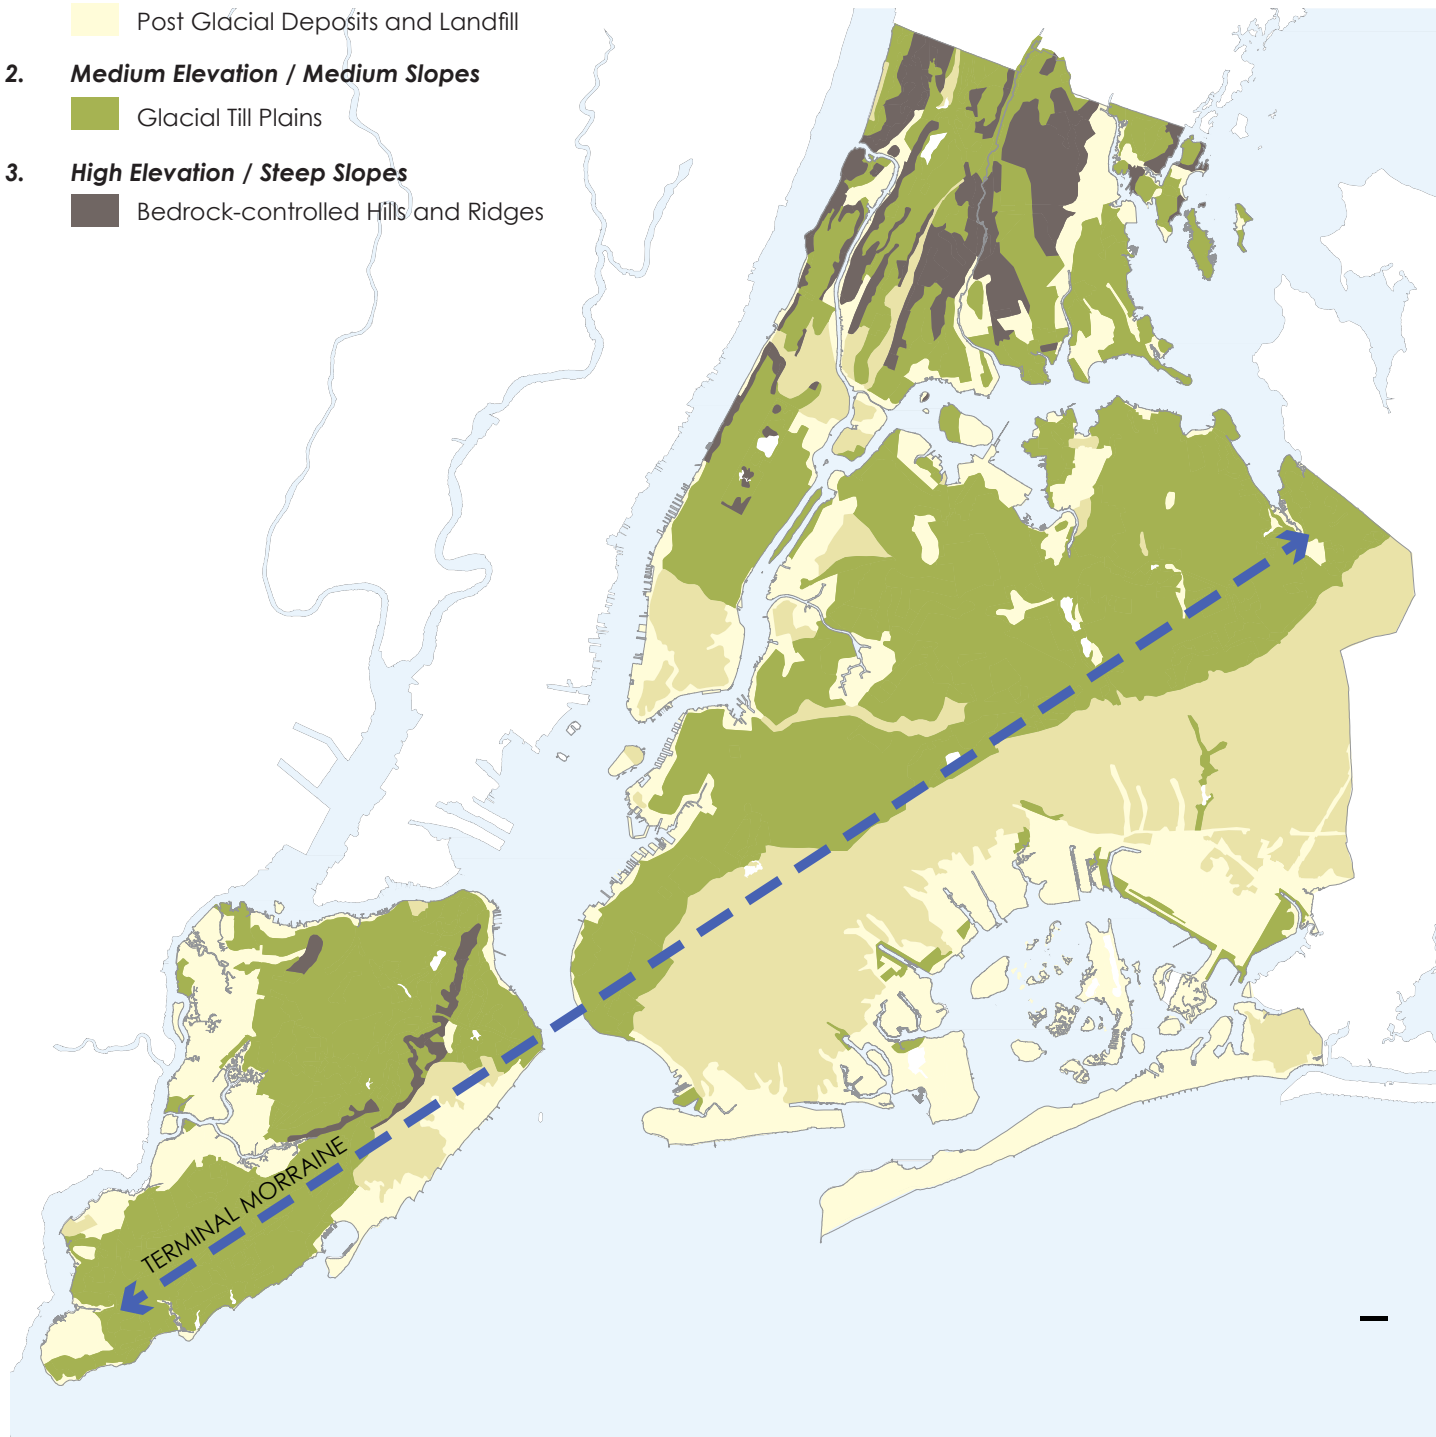 Post Glacial Deposits and Landfill
2. Medium Elevation / Medium Slopes
Glacial Till Plains
3. High Elevation / Steep Slopes
Bedrock-controlled Hills and Ridges
TERMINAL MORRAINE